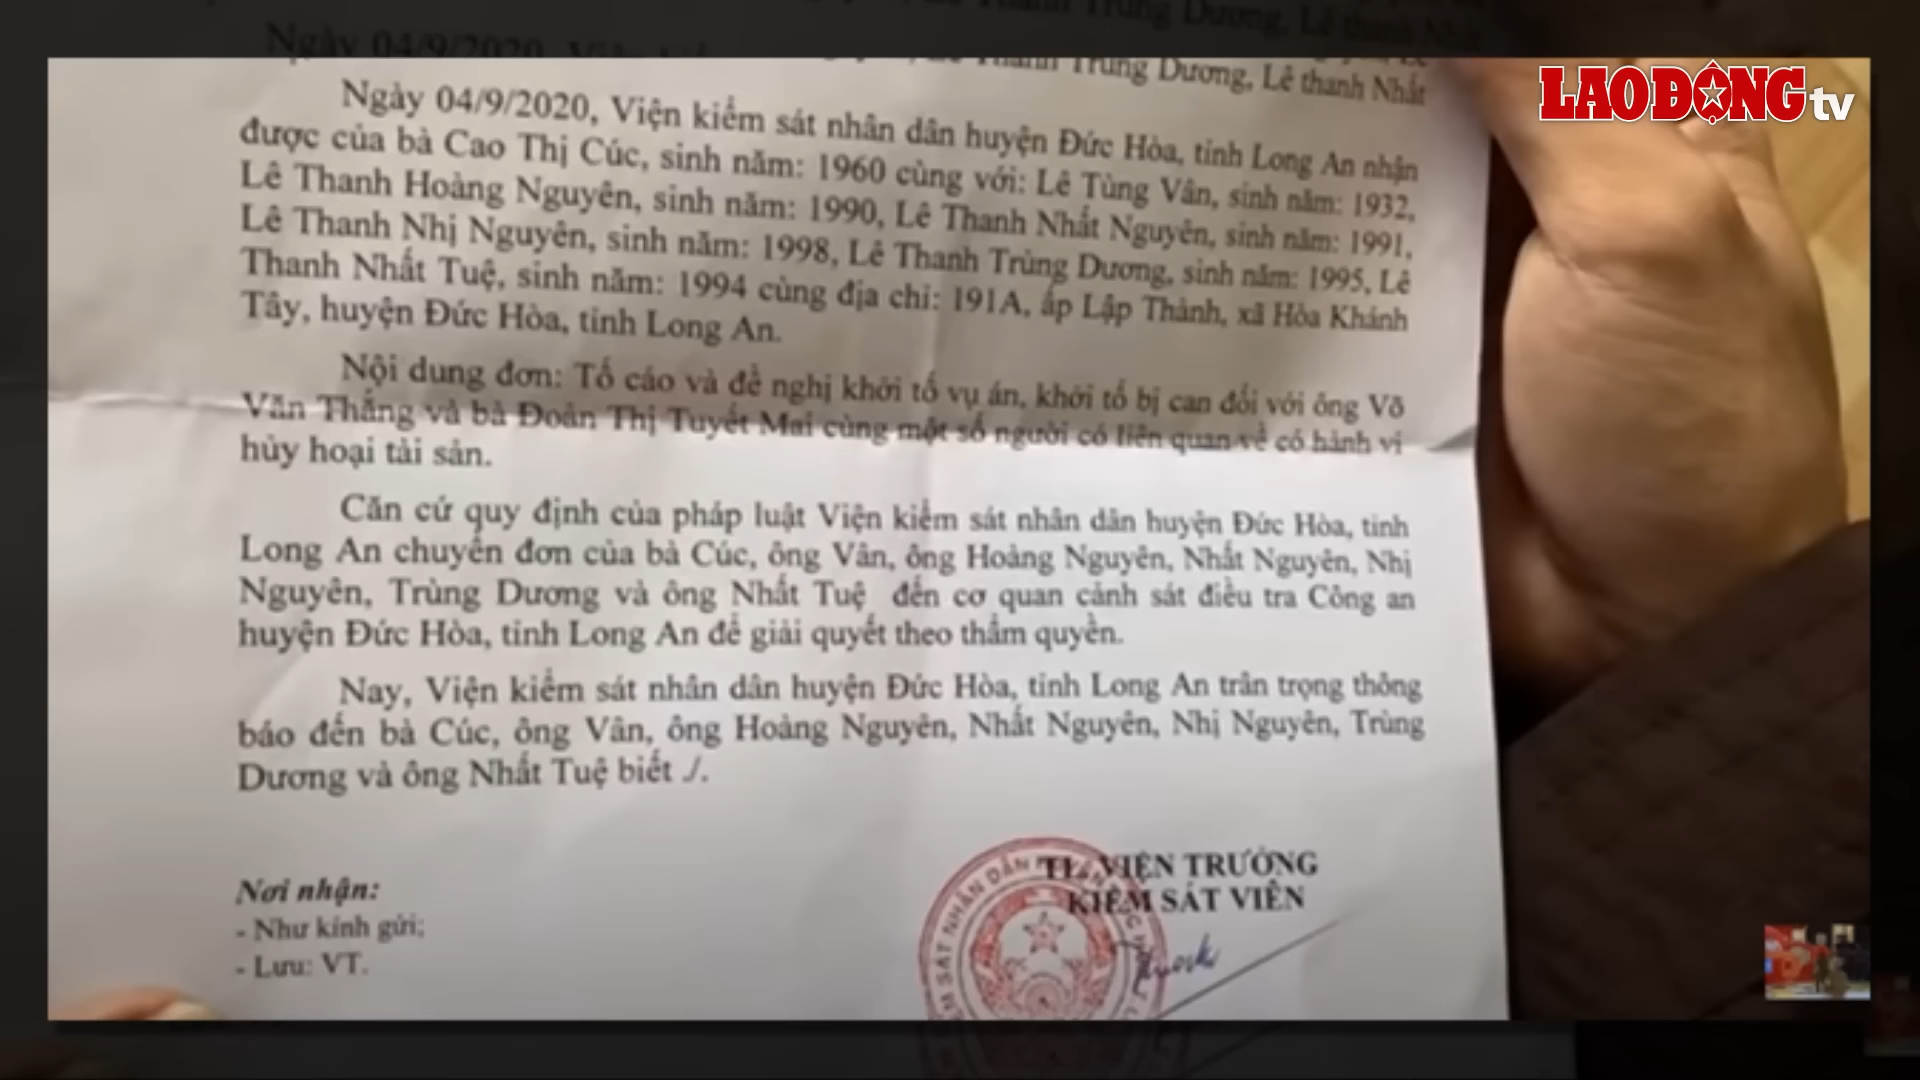 Trùng Dương, Lê thanh Nhất
LAO ĐỘNG tv
Ngày 04/9/2020, Viện kiểm sát nhân dân huyện Đức Hòa, tỉnh Long An nhận
được của bà Cao Thị Cúc, sinh năm: 1960 cùng với: Lê Tùng Vân, sinh năm: 1932,
Lê Thanh Hoàng Nguyên, sinh năm: 1990, Lê Thanh Nhất Nguyên, sinh năm: 1991,
Lê Thanh Nhị Nguyên, sinh năm: 1998, Lê Thanh Trùng Dương, sinh năm: 1995, Lê
Thanh Nhất Tuệ, sinh năm: 1994 cùng địa chỉ: 191A, ấp Lập Thành, xã Hòa Khánh
Tây, huyện Đức Hòa, tỉnh Long An.
Nội dung đơn: Tố cáo và đề nghị khởi tố vụ án, khởi tố bị can đối với ông Võ
Văn Thắng và bà Đoàn Thị Tuyết Mai cùng một số người có liên quan về có hành vi
hủy hoại tài sản.
Căn cứ quy định của pháp luật Viện kiểm sát nhân dân huyện Đức Hòa, tỉnh
Long An chuyển đơn của bà Cúc, ông Vân, ông Hoàng Nguyên, Nhất Nguyên, Nhị
Nguyên, Trùng Dương và ông Nhất Tuệ đến cơ quan cảnh sát điều tra Công an
huyện Đức Hòa, tỉnh Long An để giải quyết theo thẩm quyền.
Nay, Viện kiểm sát nhân dân huyện Đức Hòa, tỉnh Long An trân trọng thông
báo đến bà Cúc, ông Vân, ông Hoàng Nguyên, Nhất Nguyên, Nhị Nguyên, Trùng
Dương và ông Nhất Tuệ biết ./.
Nơi nhận:
- Như kính gửi;
- Lưu: VT.
TL. VIỆN TRƯỞNG
KIỂM SÁT VIÊN
SÁT NHÂN DÂN